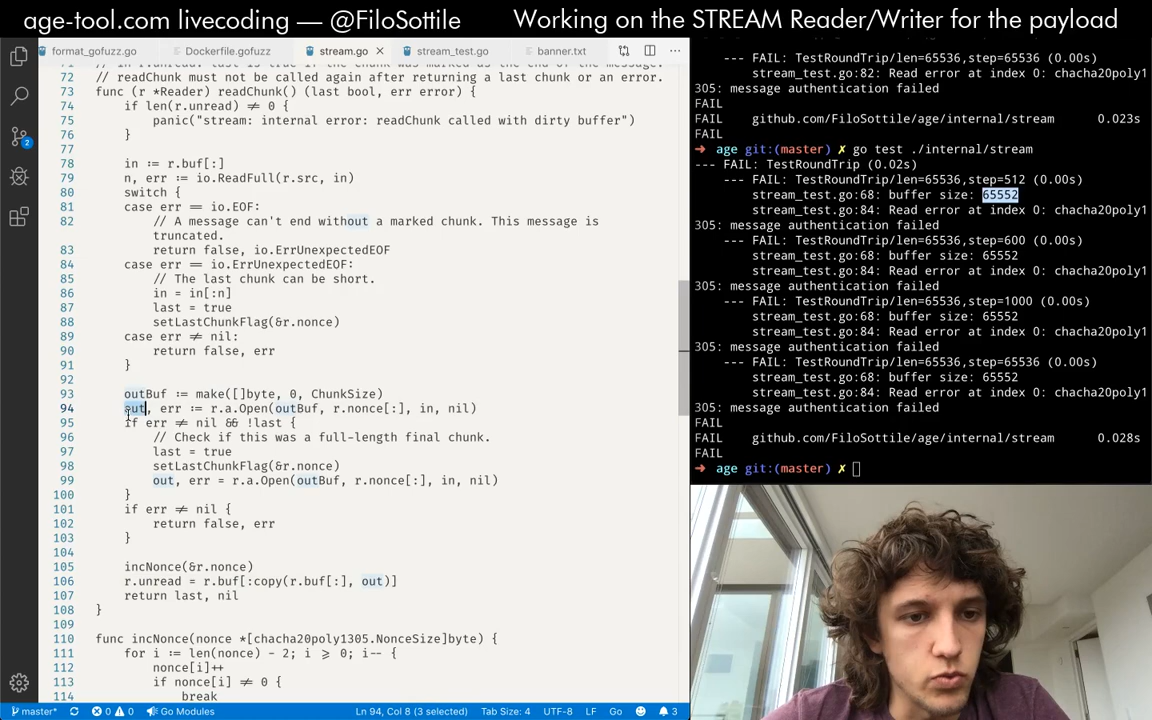 age-tool.com livecoding — @FiloSottile
Working on the STREAM Reader/Writer for the payload
format_gofuzz.go
Dockerfile.gofuzz
stream.go
stream_test.go
banner.txt
72 // readChunk must not be called again after returning a last chunk or an error.
73 func (r *Reader) readChunk() (last bool, err error) {
74 if len(r.unread) ≠ 0 {
75 panic("stream: internal error: readChunk called with dirty buffer")
76 }
77
78 in := r.buf[:]
79 n, err := io.ReadFull(r.src, in)
80 switch {
81 case err == io.EOF:
82 // A message can't end without a marked chunk. This message is
truncated.
83 return false, io.ErrUnexpectedEOF
84 case err == io.ErrUnexpectedEOF:
85 // The last chunk can be short.
86 in = in[:n]
87 last = true
88 setLastChunkFlag(&r.nonce)
89 case err ≠ nil:
90 return false, err
91 }
92
93 outBuf := make([]byte, 0, ChunkSize)
94 out, err := r.a.Open(outBuf, r.nonce[:], in, nil)
95 if err ≠ nil && !last {
96 // Check if this was a full-length final chunk.
97 last = true
98 setLastChunkFlag(&r.nonce)
99 out, err = r.a.Open(outBuf, r.nonce[:], in, nil)
100 }
101 if err ≠ nil {
102 return false, err
103 }
104
105 incNonce(&r.nonce)
106 r.unread = r.buf[:copy(r.buf[:], out)]
107 return last, nil
108 }
109
110 func incNonce(nonce *[chacha20poly1305.NonceSize]byte) {
111 for i := len(nonce) - 2; i ⩾ 0; i-- {
112 nonce[i]++
113 if nonce[i] ≠ 0 {
114 break
--- FAIL: TestRoundTrip/len=65536,step=65536 (0.00s)
stream_test.go:82: Read error at index 0: chacha20poly1
305: message authentication failed
FAIL
FAIL github.com/FiloSottile/age/internal/stream 0.023s
FAIL
➜ age git:(master) ✗ go test ./internal/stream
--- FAIL: TestRoundTrip (0.02s)
--- FAIL: TestRoundTrip/len=65536,step=512 (0.00s)
stream_test.go:68: buffer size: 65552
stream_test.go:84: Read error at index 0: chacha20poly1
305: message authentication failed
--- FAIL: TestRoundTrip/len=65536,step=600 (0.00s)
stream_test.go:68: buffer size: 65552
stream_test.go:84: Read error at index 0: chacha20poly1
305: message authentication failed
--- FAIL: TestRoundTrip/len=65536,step=1000 (0.00s)
stream_test.go:68: buffer size: 65552
stream_test.go:84: Read error at index 0: chacha20poly1
305: message authentication failed
--- FAIL: TestRoundTrip/len=65536,step=65536 (0.00s)
stream_test.go:68: buffer size: 65552
stream_test.go:84: Read error at index 0: chacha20poly1
305: message authentication failed
FAIL
FAIL github.com/FiloSottile/age/internal/stream 0.028s
FAIL
➜ age git:(master) ✗
2
master* 0 0 Go Modules Ln 94, Col 8 (3 selected) Tab Size: 4 UTF-8 LF Go 3